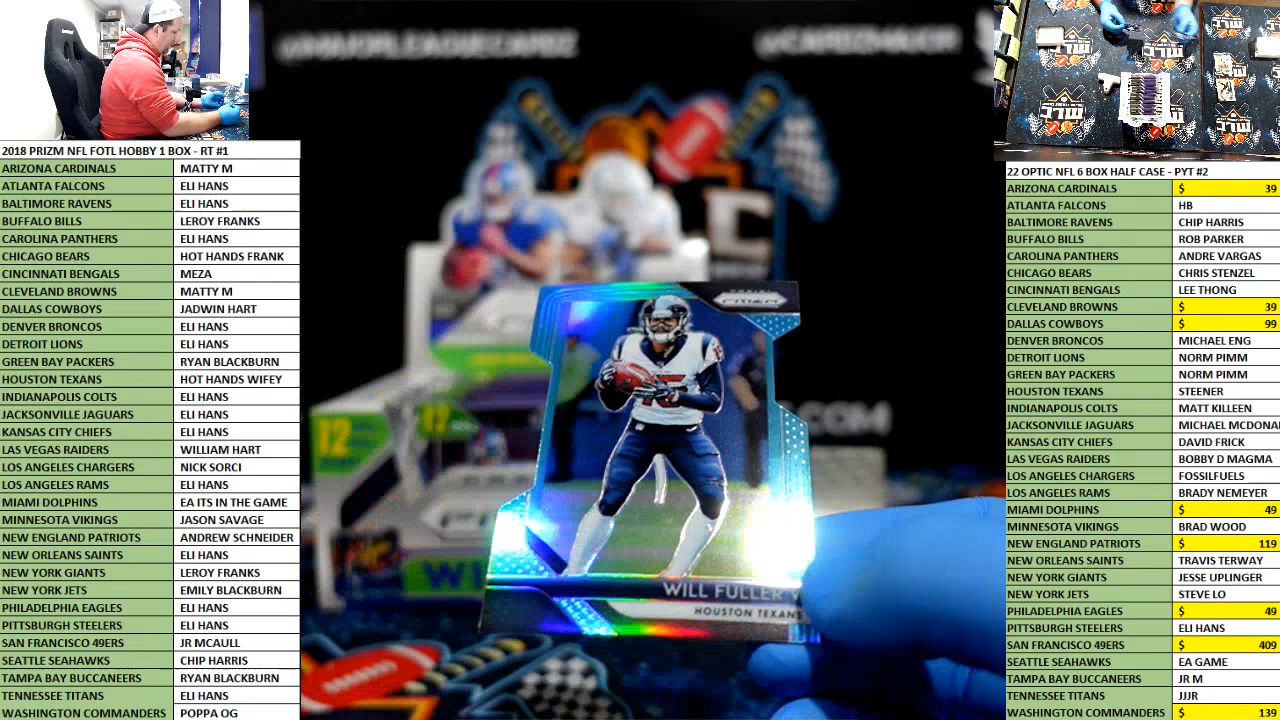 2018 PRIZM NFL FOTL HOBBY 1 BOX - RT #1
ARIZONA CARDINALS MATTY M
ATLANTA FALCONS ELI HANS
BALTIMORE RAVENS ELI HANS
BUFFALO BILLS LEROY FRANKS
CAROLINA PANTHERS ELI HANS
CHICAGO BEARS HOT HANDS FRANK
CINCINNATI BENGALS MEZA
CLEVELAND BROWNS MATTY M
DALLAS COWBOYS JADWIN HART
DENVER BRONCOS ELI HANS
DETROIT LIONS ELI HANS
GREEN BAY PACKERS RYAN BLACKBURN
HOUSTON TEXANS HOT HANDS WIFEY
INDIANAPOLIS COLTS ELI HANS
JACKSONVILLE JAGUARS ELI HANS
KANSAS CITY CHIEFS ELI HANS
LAS VEGAS RAIDERS WILLIAM HART
LOS ANGELES CHARGERS NICK SORCI
LOS ANGELES RAMS ELI HANS
MIAMI DOLPHINS EA ITS IN THE GAME
MINNESOTA VIKINGS JASON SAVAGE
NEW ENGLAND PATRIOTS ANDREW SCHNEIDER
NEW ORLEANS SAINTS ELI HANS
NEW YORK GIANTS LEROY FRANKS
NEW YORK JETS EMILY BLACKBURN
PHILADELPHIA EAGLES ELI HANS
PITTSBURGH STEELERS ELI HANS
SAN FRANCISCO 49ERS JR MCAULL
SEATTLE SEAHAWKS CHIP HARRIS
TAMPA BAY BUCCANEERS RYAN BLACKBURN
TENNESSEE TITANS ELI HANS
WASHINGTON COMMANDERS POPPA OG
PRIZM
15
WILL FULLER V
HOUSTON TEXANS
12
12
.COM
22 OPTIC NFL 6 BOX HALF CASE - PYT #2
ARIZONA CARDINALS $ 39
ATLANTA FALCONS HB
BALTIMORE RAVENS CHIP HARRIS
BUFFALO BILLS ROB PARKER
CAROLINA PANTHERS ANDRE VARGAS
CHICAGO BEARS CHRIS STENZEL
CINCINNATI BENGALS LEE THONG
CLEVELAND BROWNS $ 39
DALLAS COWBOYS $ 99
DENVER BRONCOS MICHAEL ENG
DETROIT LIONS NORM PIMM
GREEN BAY PACKERS NORM PIMM
HOUSTON TEXANS STEENER
INDIANAPOLIS COLTS MATT KILLEEN
JACKSONVILLE JAGUARS MICHAEL MCDONA
KANSAS CITY CHIEFS DAVID FRICK
LAS VEGAS RAIDERS BOBBY D MAGMA
LOS ANGELES CHARGERS FOSSILFUELS
LOS ANGELES RAMS BRADY NEMEYER
MIAMI DOLPHINS $ 49
MINNESOTA VIKINGS BRAD WOOD
NEW ENGLAND PATRIOTS $ 119
NEW ORLEANS SAINTS TRAVIS TERWAY
NEW YORK GIANTS JESSE UPLINGER
NEW YORK JETS STEVE LO
PHILADELPHIA EAGLES $ 49
PITTSBURGH STEELERS ELI HANS
SAN FRANCISCO 49ERS $ 409
SEATTLE SEAHAWKS EA GAME
TAMPA BAY BUCCANEERS JR M
TENNESSEE TITANS JJJR
WASHINGTON COMMANDERS $ 139